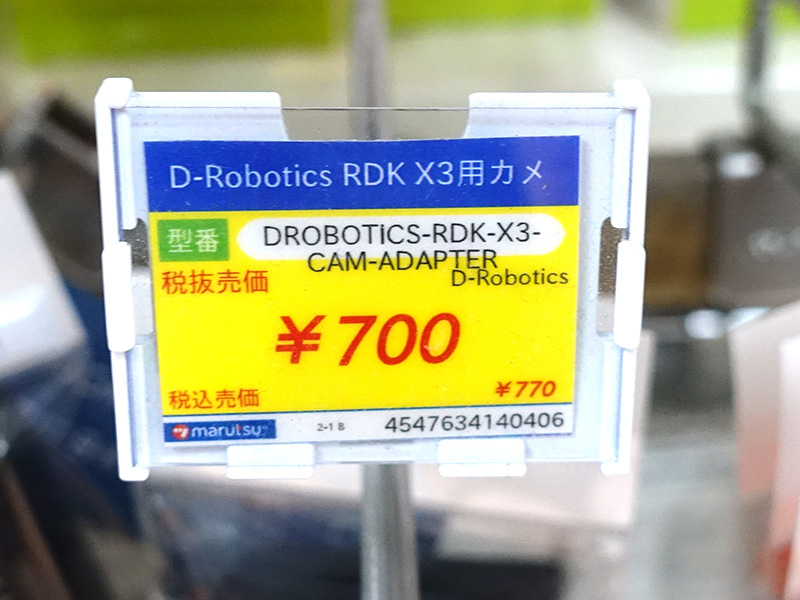 D-Robotics RDK X3用カメ
型番 DROBOTICS-RDK-X3-
CAM-ADAPTER
D-Robotics
税抜売価
¥700
税込売価 ¥770
marutsu 2-1 B 4547634140406